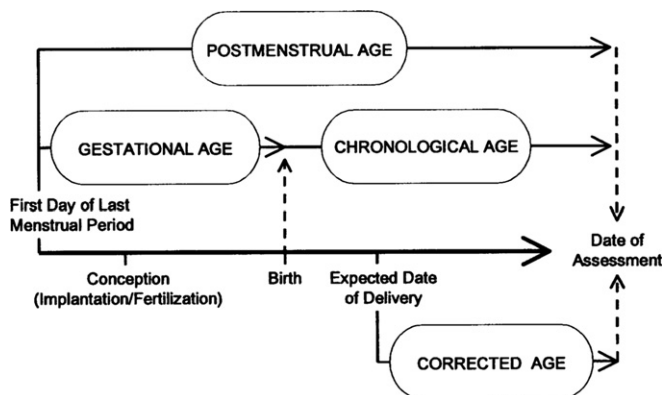 POSTMENSTRUAL AGE
GESTATIONAL AGE
CHRONOLOGICAL AGE
First Day of Last
Menstrual Period
Date of
Assessment
Conception
(Implantation/Fertilization)
Birth
Expected Date
of Delivery
CORRECTED AGE